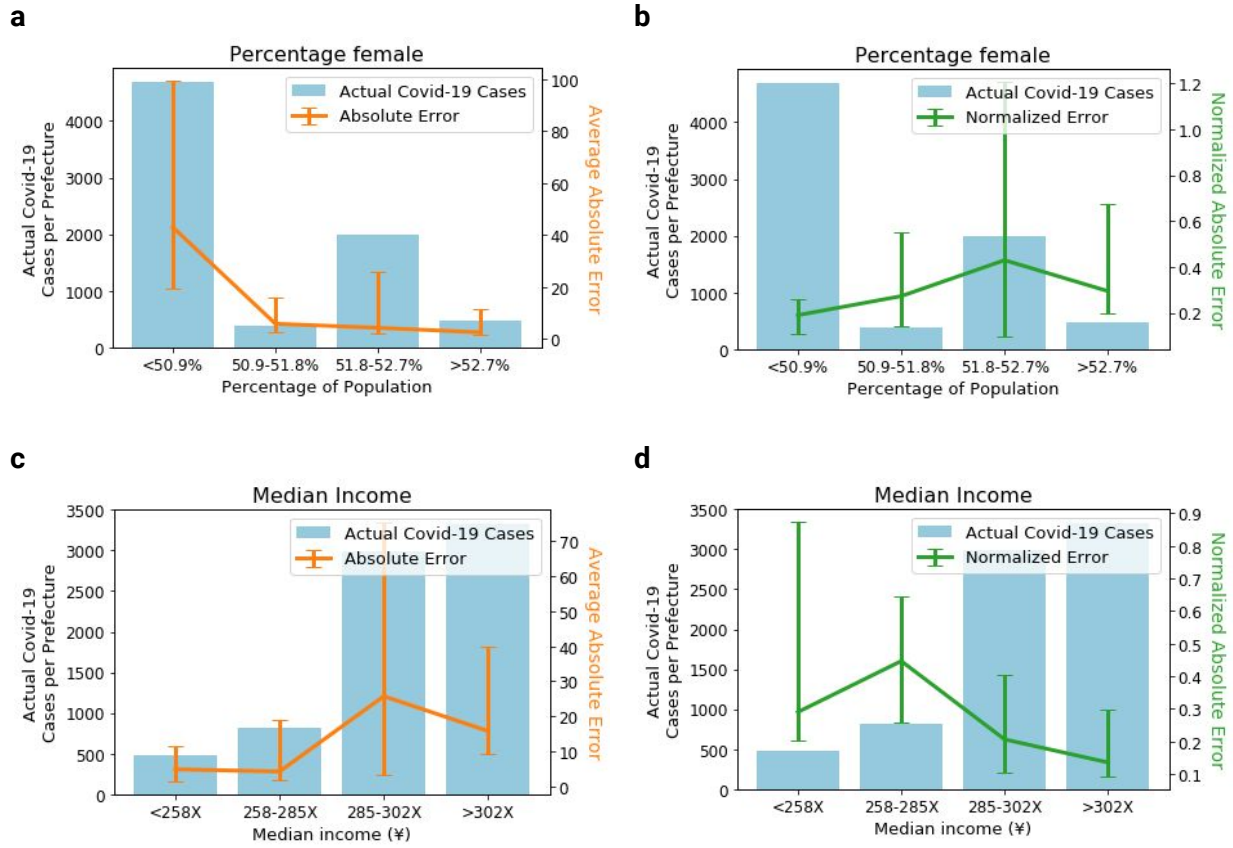 a
Percentage female
Actual Covid-19 Cases
Absolute Error
Actual Covid-19
Cases per Prefecture
0
1000
2000
3000
4000
0
20
40
60
80
100
Average Absolute Error
<50.9%
50.9-51.8%
51.8-52.7%
>52.7%
Percentage of Population
b
Percentage female
Actual Covid-19 Cases
Normalized Error
Actual Covid-19
Cases per Prefecture
0
1000
2000
3000
4000
0.2
0.4
0.6
0.8
1.0
1.2
Normalized Absolute Error
<50.9%
50.9-51.8%
51.8-52.7%
>52.7%
Percentage of Population
c
Median Income
Actual Covid-19 Cases
Absolute Error
Actual Covid-19
Cases per Prefecture
0
500
1000
1500
2000
2500
3000
3500
0
10
20
30
40
50
60
70
Average Absolute Error
<258X
258-285X
285-302X
>302X
Median income (¥)
d
Median Income
Actual Covid-19 Cases
Normalized Error
Actual Covid-19
Cases per Prefecture
0
500
1000
1500
2000
2500
3000
3500
0.1
0.2
0.3
0.4
0.5
0.6
0.7
0.8
0.9
Normalized Absolute Error
<258X
258-285X
285-302X
>302X
Median income (¥)